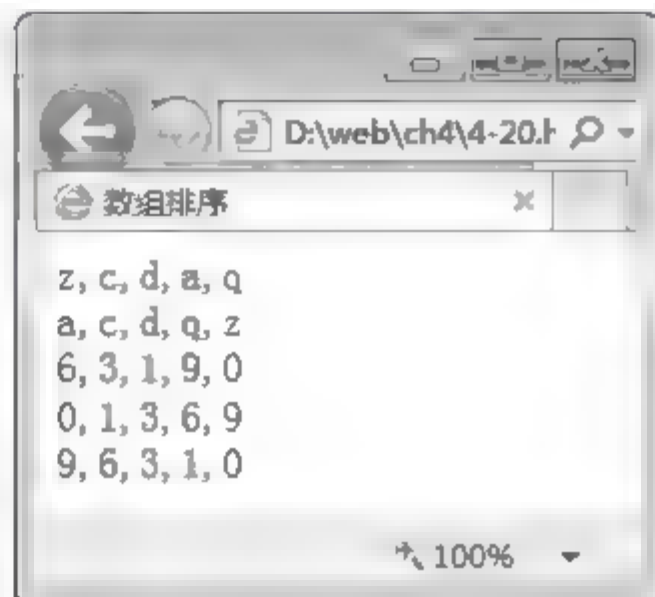 D:\web\ch4\4-20.h
数组排序
z, c, d, a, q
a, c, d, q, z
6, 3, 1, 9, 0
0, 1, 3, 6, 9
9, 6, 3, 1, 0
100%